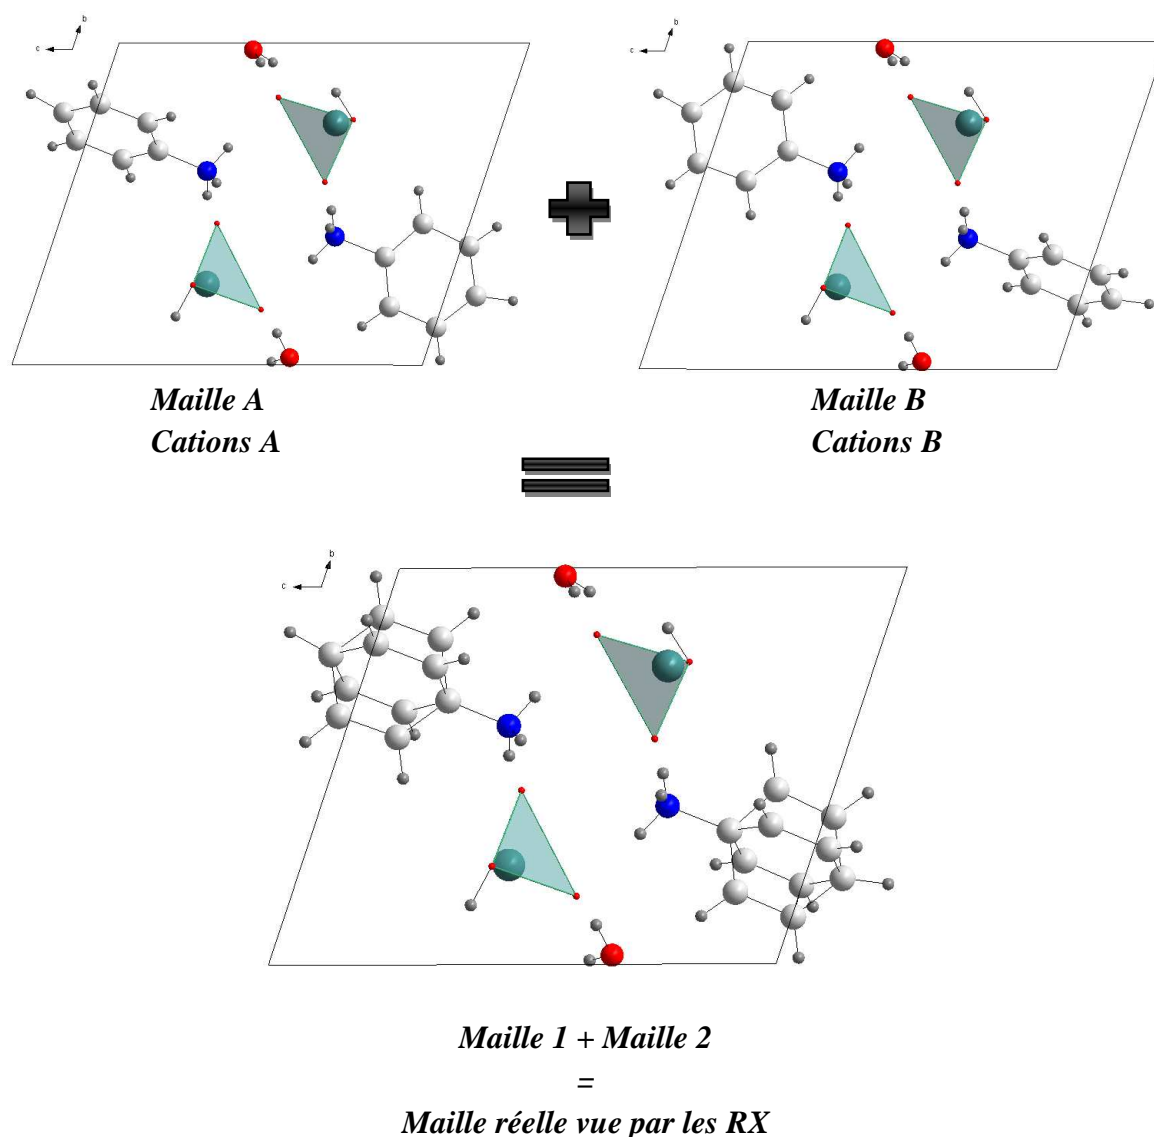 b
c
b
c
Maille A
Cations A
Maille B
Cations B
b
c
Maille 1 + Maille 2
=
Maille réelle vue par les RX